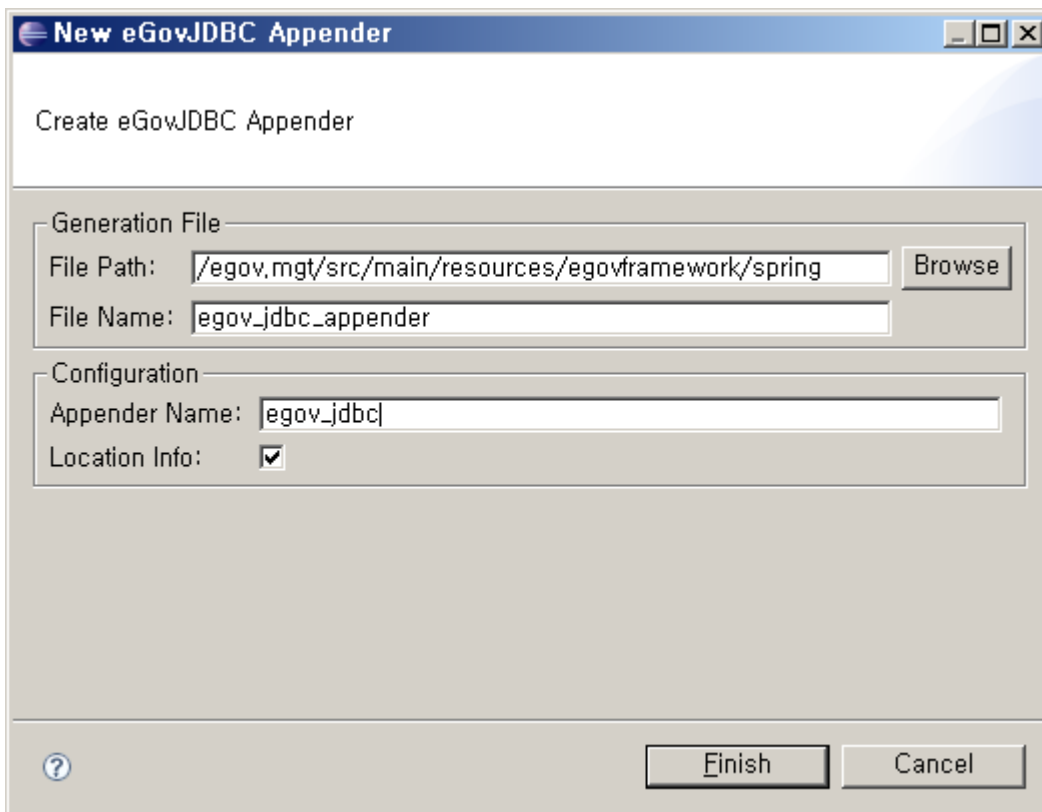 New eGovJDBC Appender
Create eGovJDBC Appender
Generation File
File Path: /egov.mgt/src/main/resources/egovframework/spring Browse
File Name: egov_jdbc_appender
Configuration
Appender Name: egov_jdbc
Location Info:
? Finish Cancel